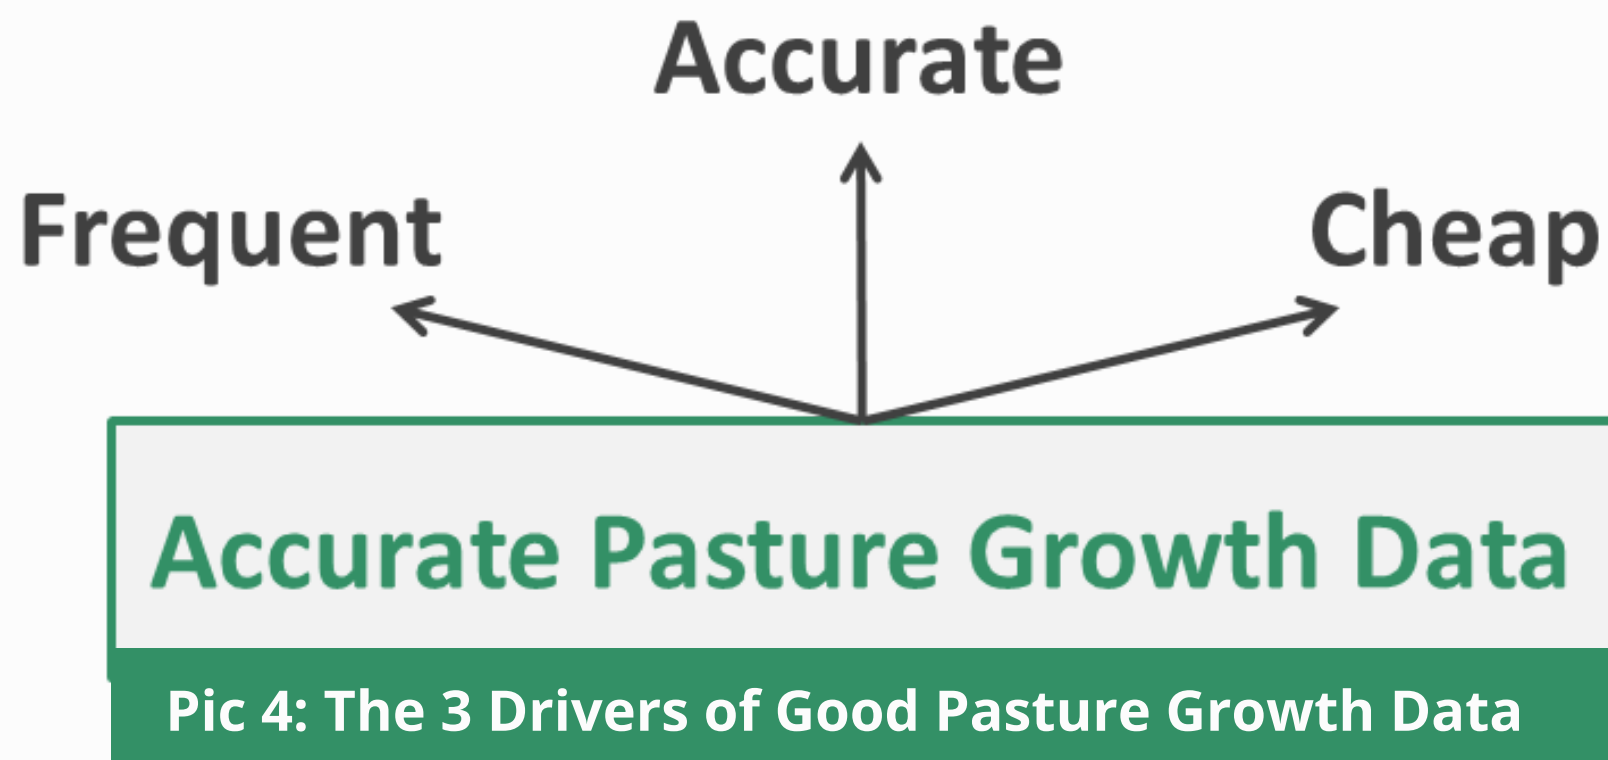 Accurate
Frequent
Cheap
Accurate Pasture Growth Data
Pic 4: The 3 Drivers of Good Pasture Growth Data